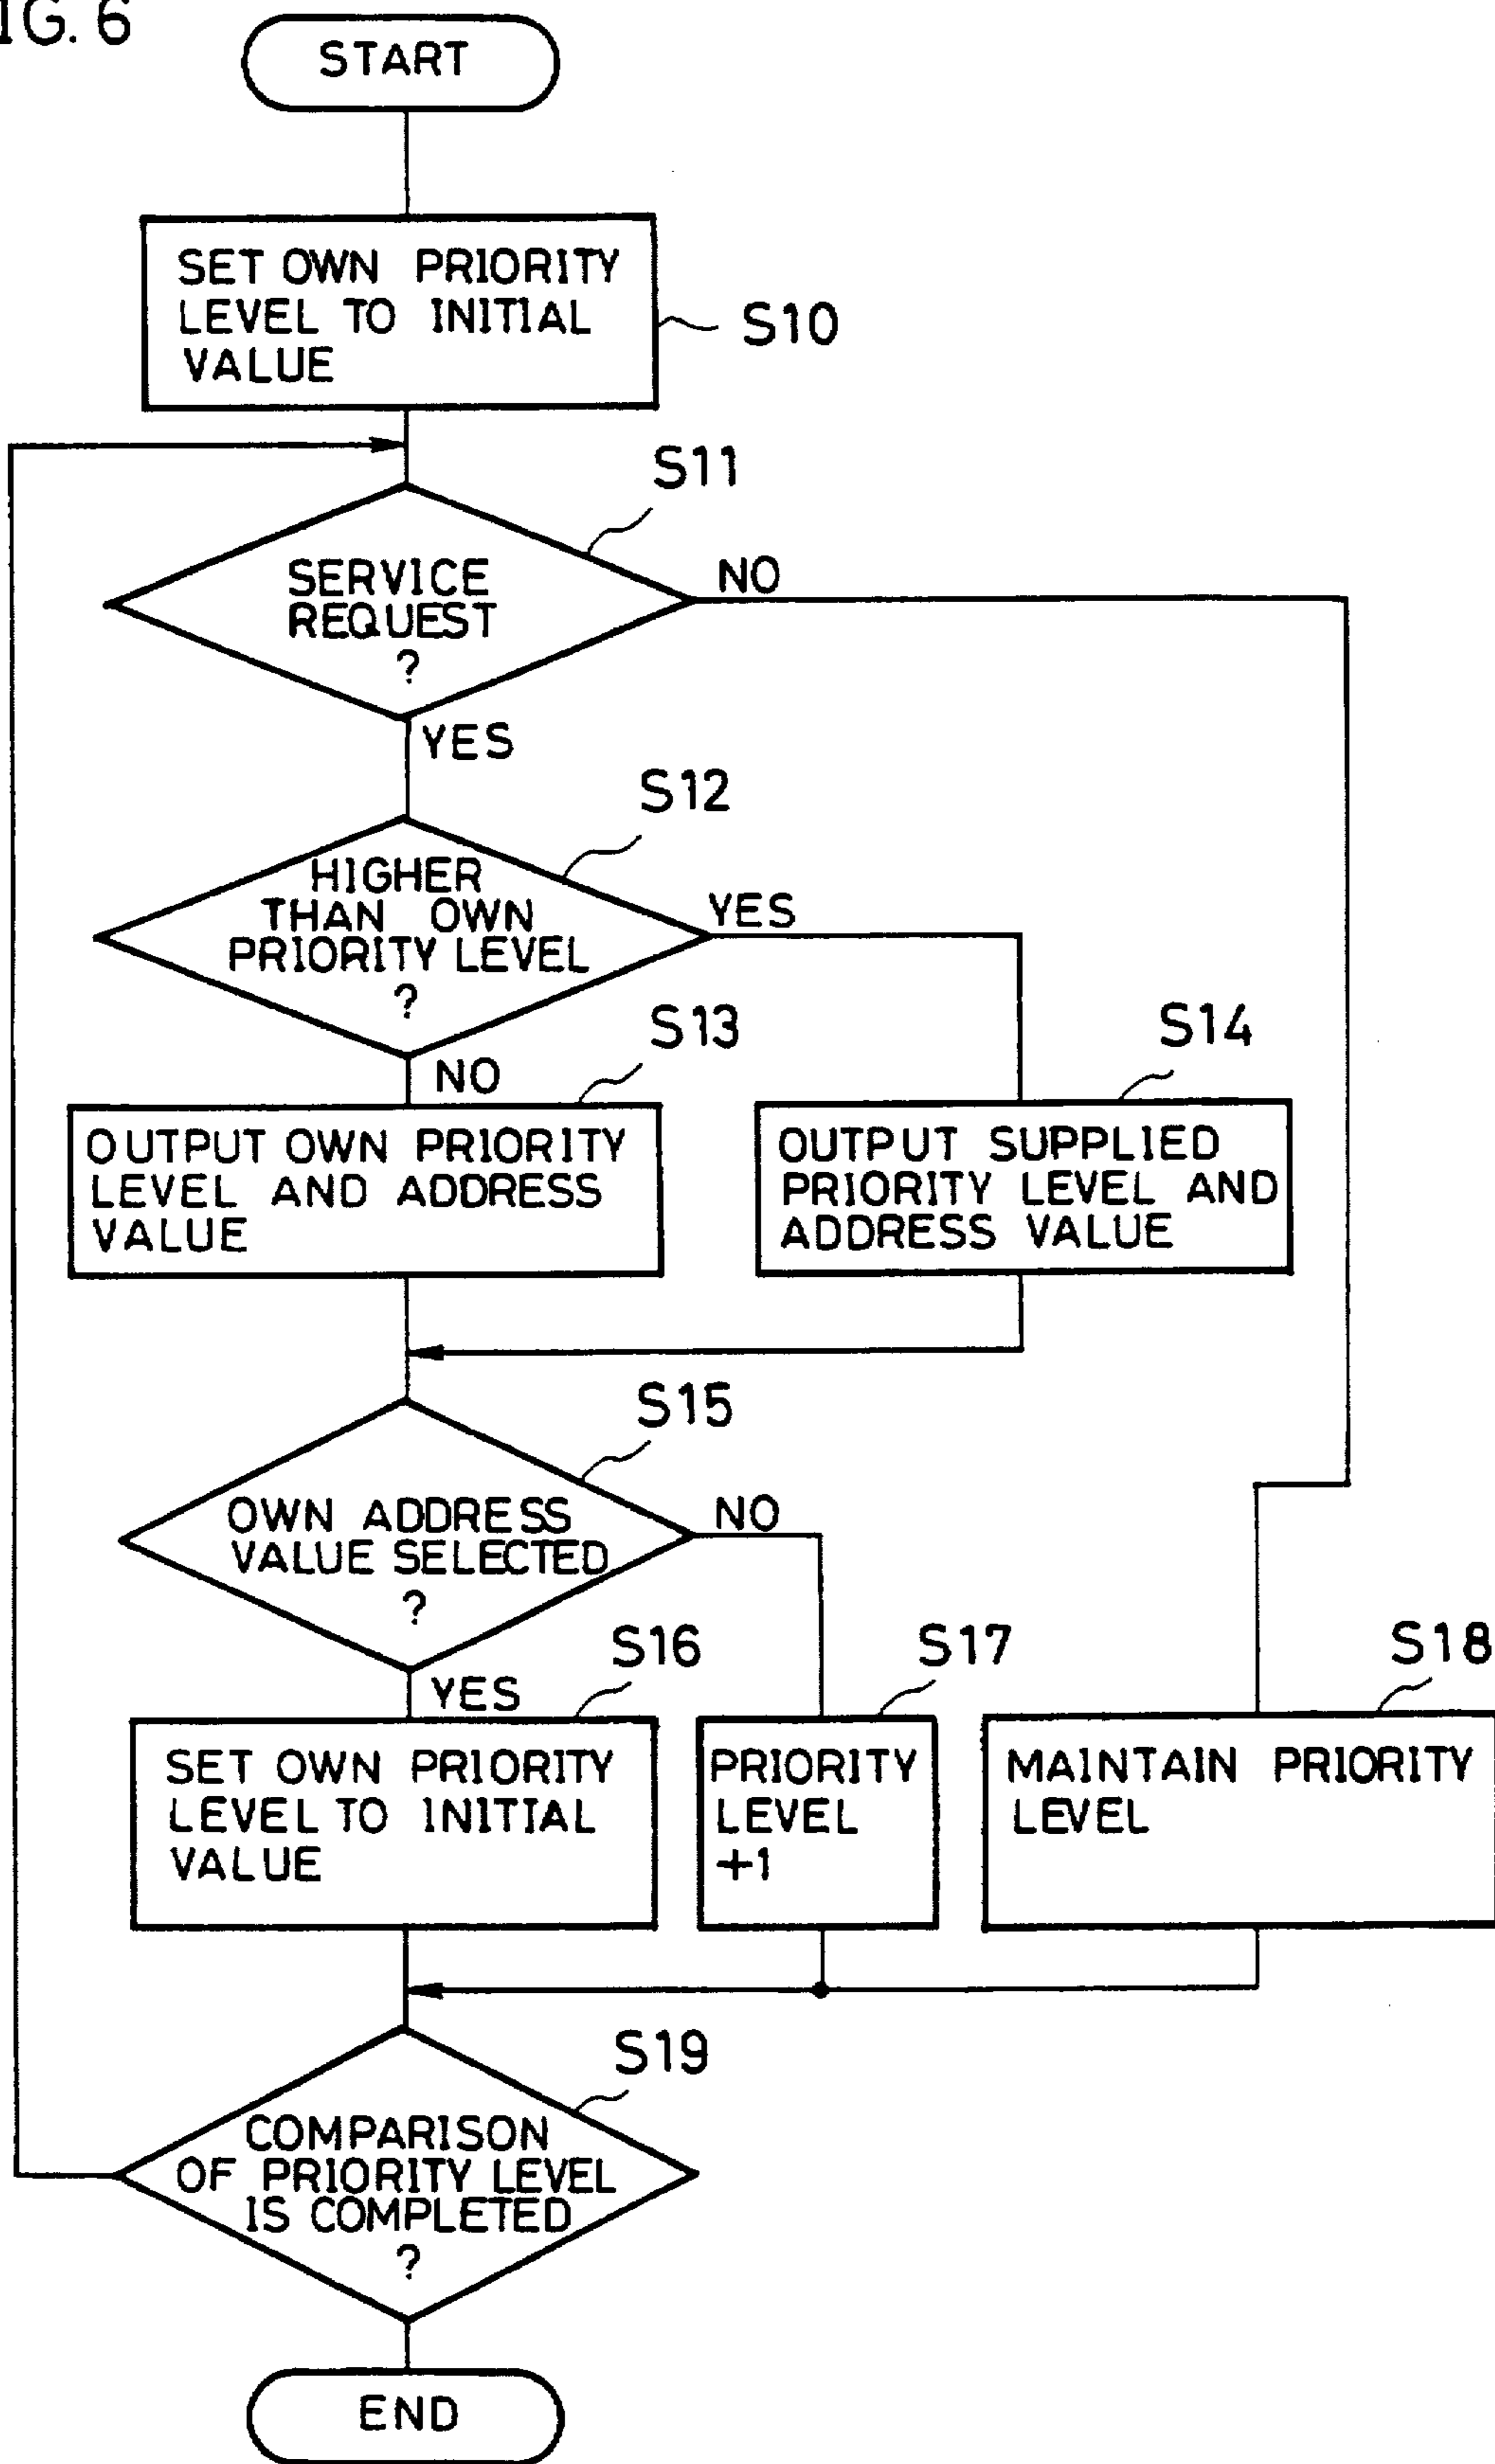 IG. 6
START
SET OWN PRIORITY
LEVEL TO INITIAL
VALUE
S10
S11
SERVICE
REQUEST
?
NO
YES
S12
HIGHER
THAN OWN
PRIORITY LEVEL
?
YES
NO
S13
OUTPUT OWN PRIORITY
LEVEL AND ADDRESS
VALUE
S14
OUTPUT SUPPLIED
PRIORITY LEVEL AND
ADDRESS VALUE
S15
OWN ADDRESS
VALUE SELECTED
?
NO
YES
S16
SET OWN PRIORITY
LEVEL TO INITIAL
VALUE
S17
PRIORITY
LEVEL
+1
S18
MAINTAIN PRIORITY
LEVEL
S19
COMPARISON
OF PRIORITY LEVEL
IS COMPLETED
?
END